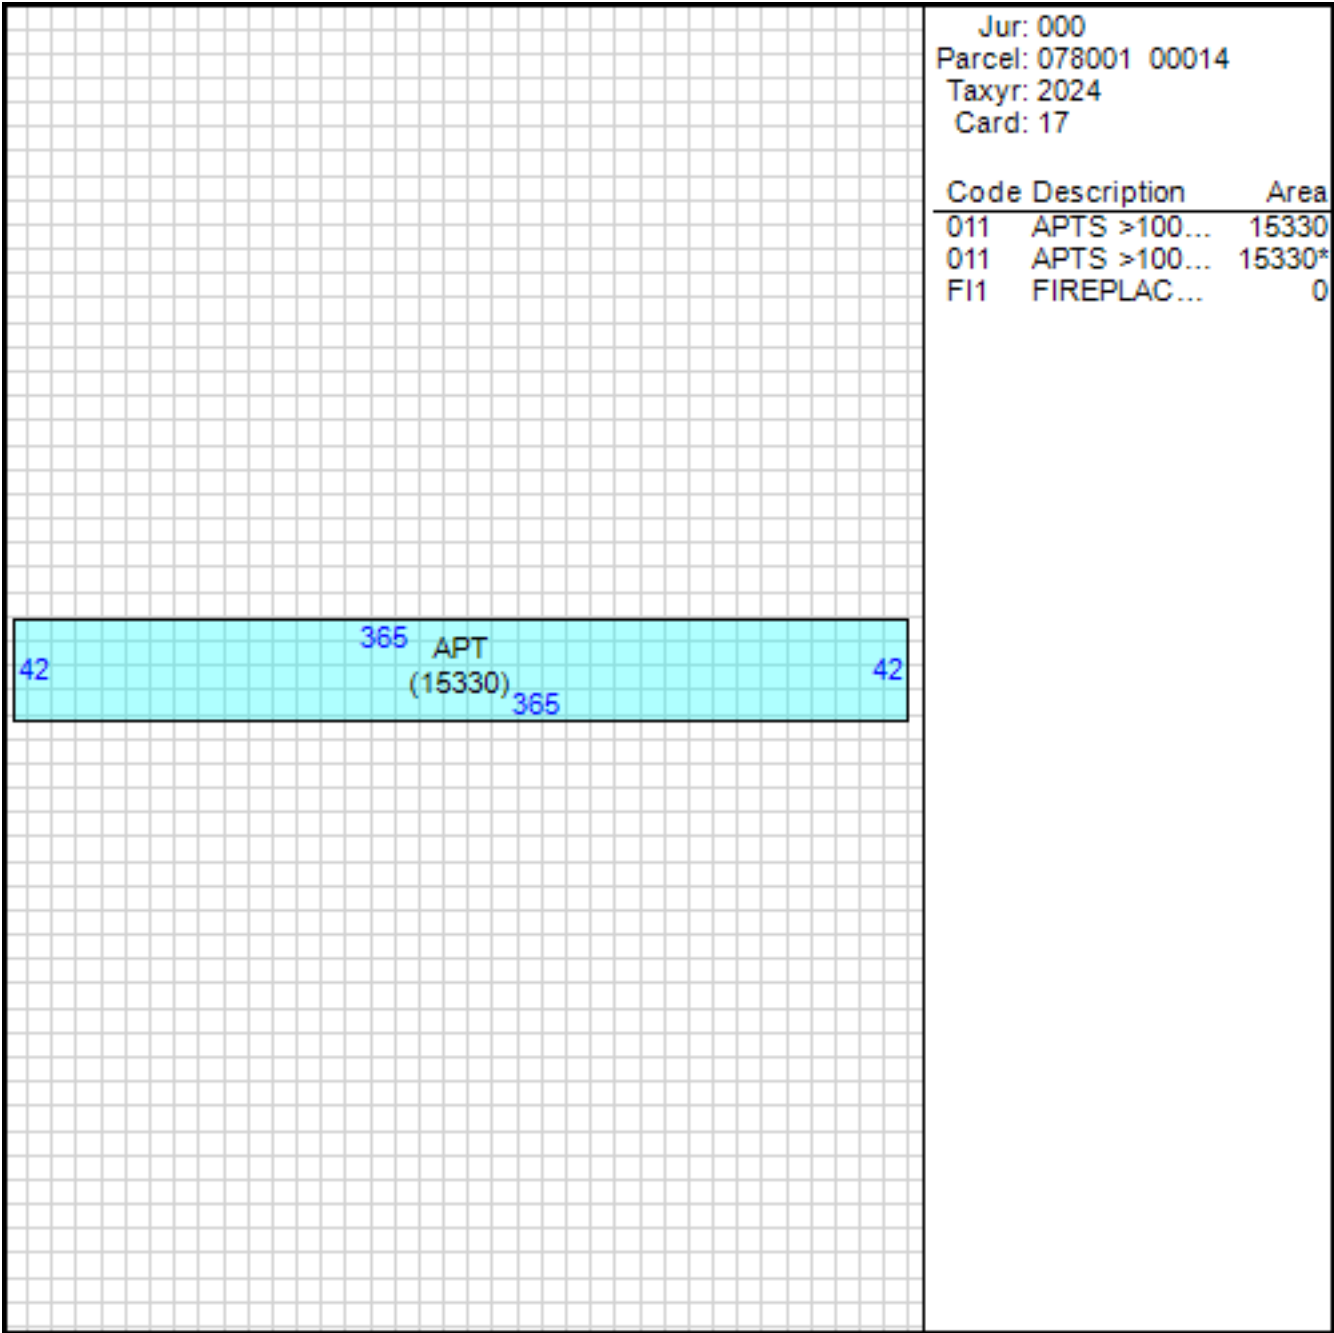 Jur: 000
Parcel: 078001 00014
Taxyr: 2024
Card: 17
Code Description Area
011 APTS >100... 15330
011 APTS >100... 15330*
FI1 FIREPLAC... 0
365
APT
42
42
(15330)
365